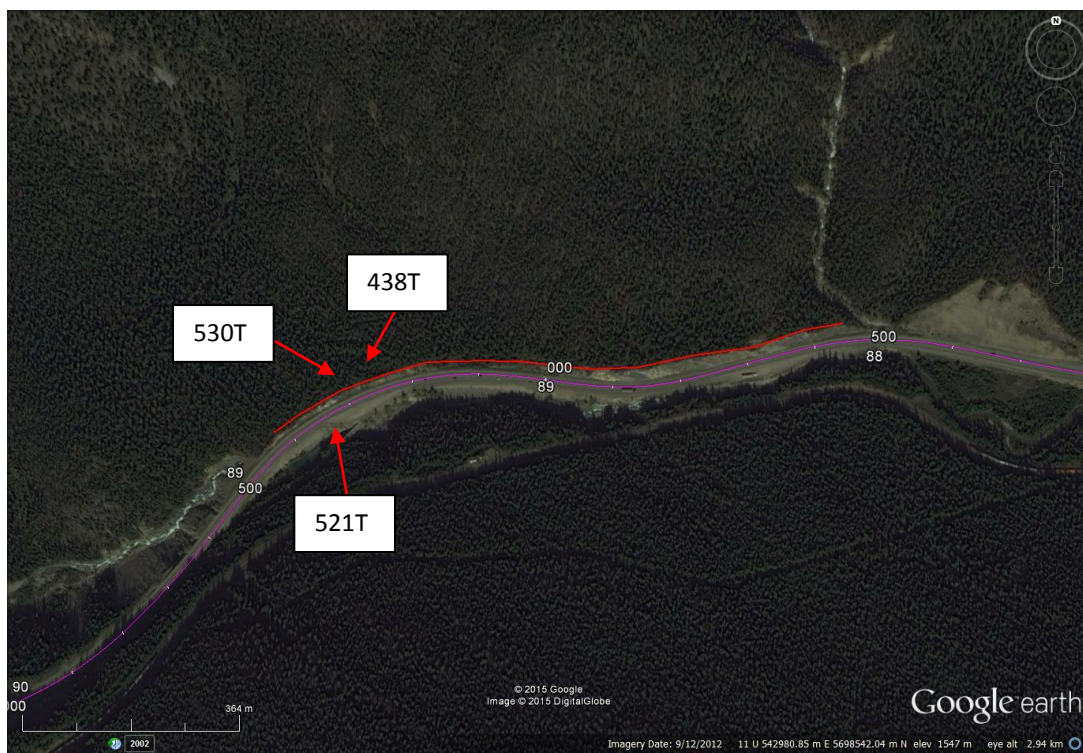 N
438T
530T
500
88
000
89
89
500
521T
90
000
© 2015 Google
Image © 2015 DigitalGlobe
Google earth
364 m
2002
Imagery Date: 9/12/2012 11 U 542980.85 m E 5698542.04 m N elev 1547 m eye alt 2.94 km